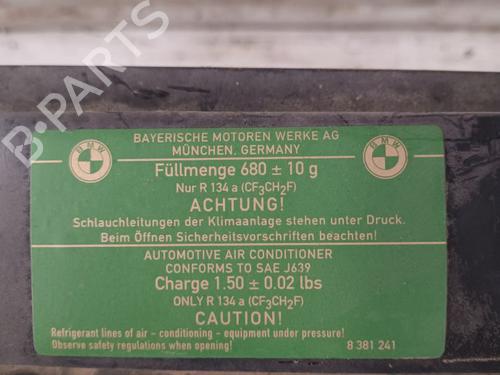 BAYERISCHE MOTOREN WERKE AG
MÜNCHEN, GERMANY
BMW
BMW
Füllmenge 680 ± 10 g
Nur R 134 a (CF3CH2F)
ACHTUNG!
Schlauchleitungen der Klimaanlage stehen unter Druck.
Beim Öffnen Sicherheitsvorschriften beachten!
AUTOMOTIVE AIR CONDITIONER
CONFORMS TO SAE J639
Charge 1.50 ± 0.02 lbs
ONLY R 134 a (CF3CH2F)
CAUTION!
Refrigerant lines of air - conditioning - equipment under pressure!
Observe safety regulations when opening!
8 381 241